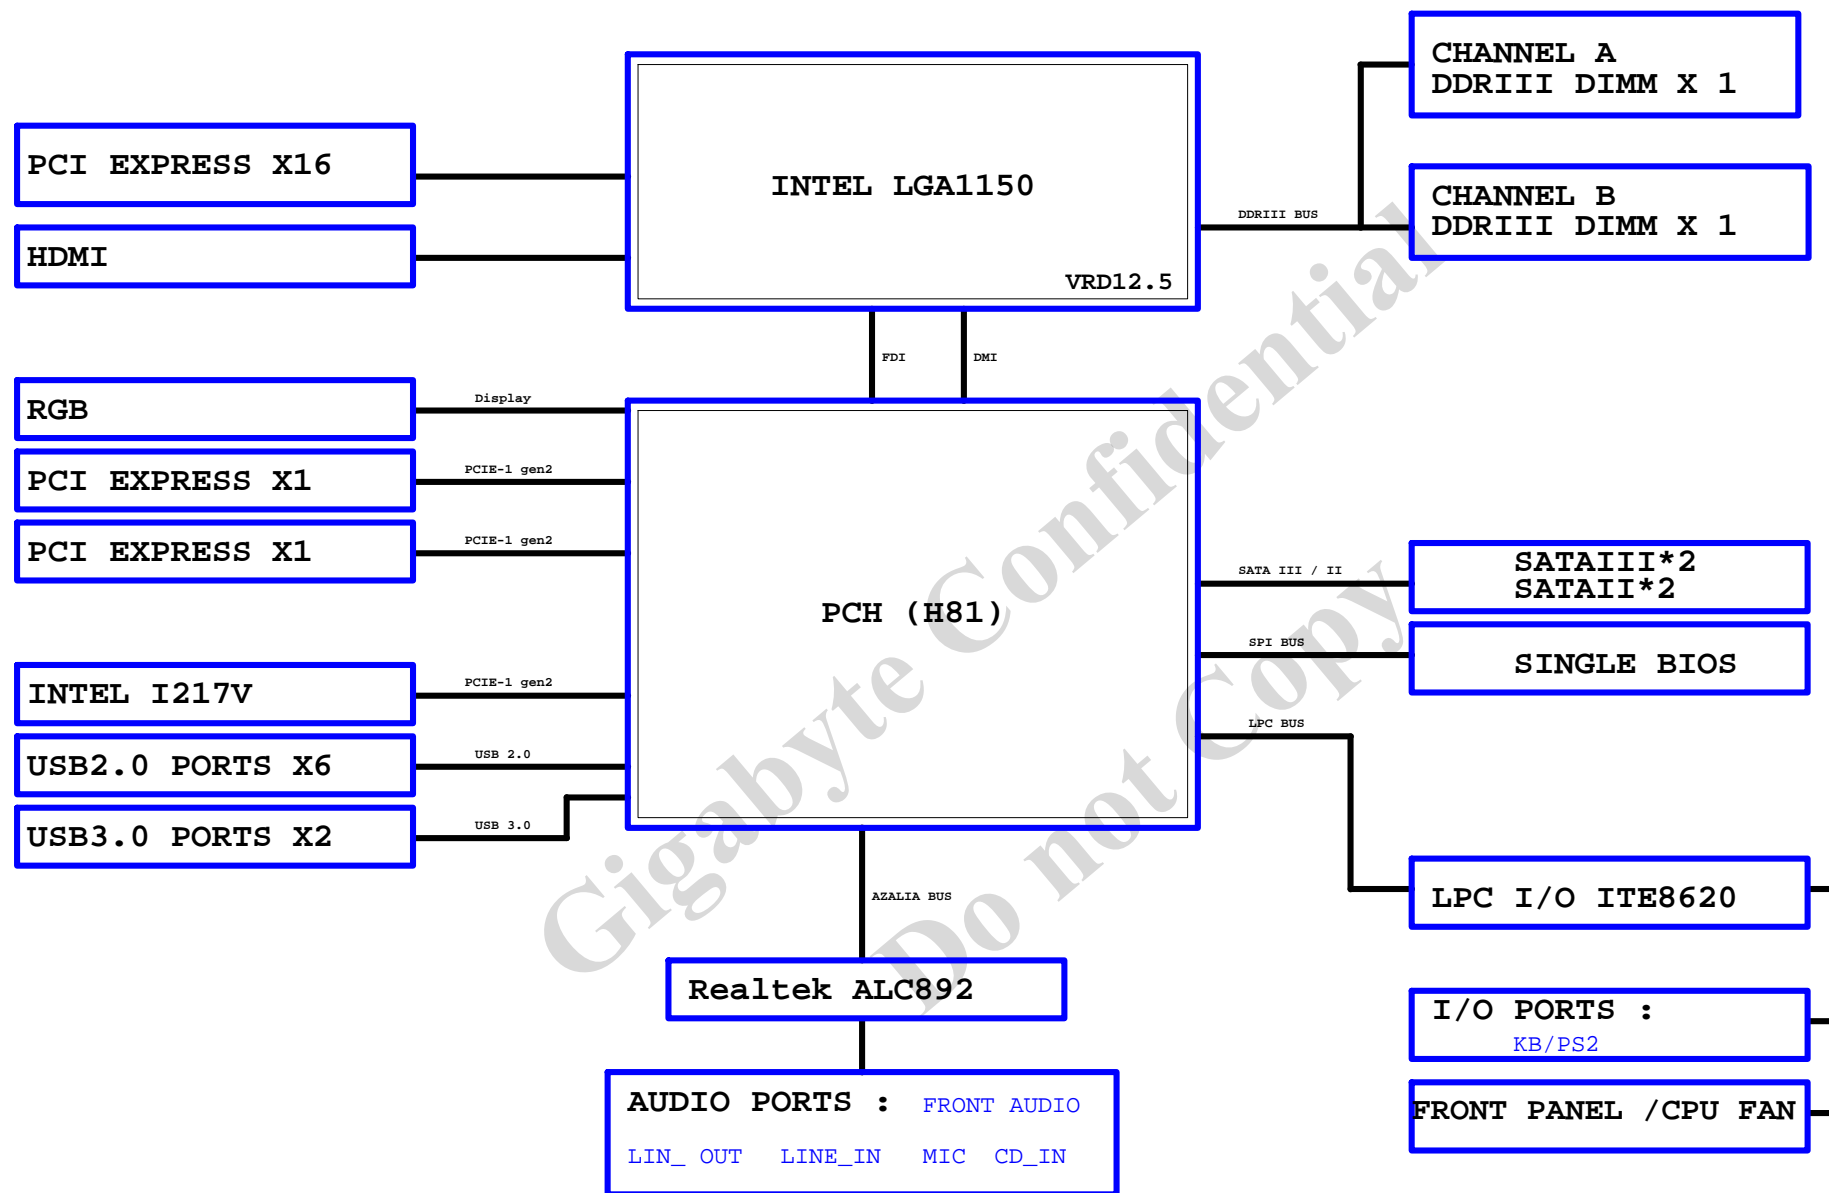 CHANNEL A
DDRIII DIMM X 1
PCI EXPRESS X16
INTEL LGA1150
CHANNEL B
DDRIII DIMM X 1
DDRIII BUS
HDMI
VRD12.5
FDI
DMI
RGB
Display
PCI EXPRESS X1
PCIE-1 gen2
PCI EXPRESS X1
PCIE-1 gen2
SATAIII*2
SATAII*2
SATA III / II
PCH (H81)
SPI BUS
SINGLE BIOS
INTEL I217V
PCIE-1 gen2
LPC BUS
USB2.0 PORTS X6
USB 2.0
USB3.0 PORTS X2
USB 3.0
AZALIA BUS
LPC I/O ITE8620
Realtek ALC892
I/O PORTS :
KB/PS2
AUDIO PORTS : FRONT AUDIO
LIN_ OUT LINE_IN MIC CD_IN
FRONT PANEL /CPU FAN
Gigabyte Confidential
Do not Copy